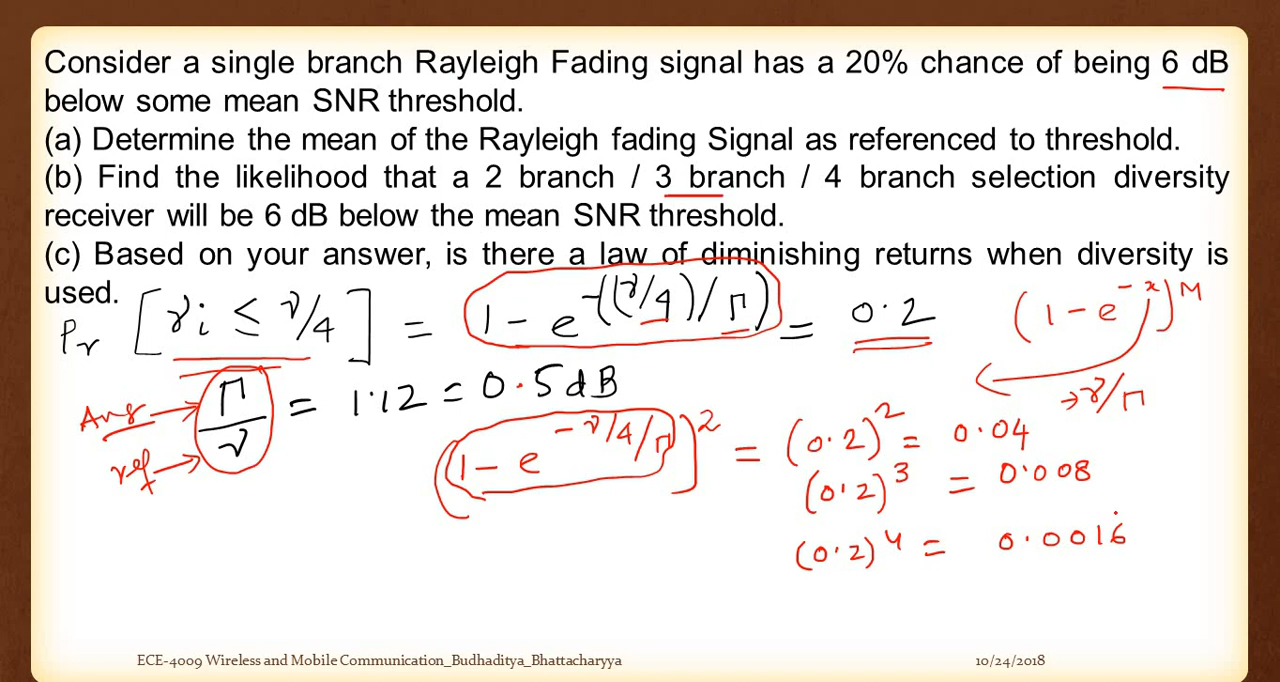 Consider a single branch Rayleigh Fading signal has a 20% chance of being 6 dB
below some mean SNR threshold.
(a) Determine the mean of the Rayleigh fading Signal as referenced to threshold.
(b) Find the likelihood that a 2 branch / 3 branch / 4 branch selection diversity
receiver will be 6 dB below the mean SNR threshold.
(c) Based on your answer, is there a law of diminishing returns when diversity is
used.
Pr [γi ≤ γ/4] = 1 - e^-((γ/4)/Γ) = 0.2 (1 - e^-x)^M
→ γ/Γ
Ans → Γ/γ = 1.12 = 0.5 dB
ref →
(1 - e^-γ/4/Γ)^2 = (0.2)^2 = 0.04
(0.2)^3 = 0.008
(0.2)^4 = 0.0016
ECE-4009 Wireless and Mobile Communication_Budhaditya_Bhattacharyya 10/24/2018